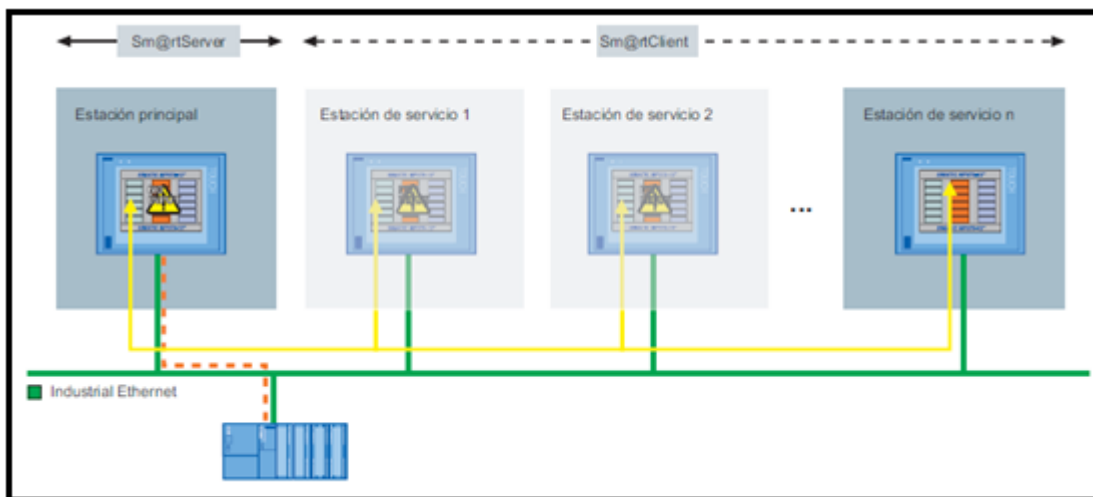 Sm@rtServer
Sm@rtClient
Estación principal
Estación de servicio 1
Estación de servicio 2
Estación de servicio n
...
Industrial Ethernet